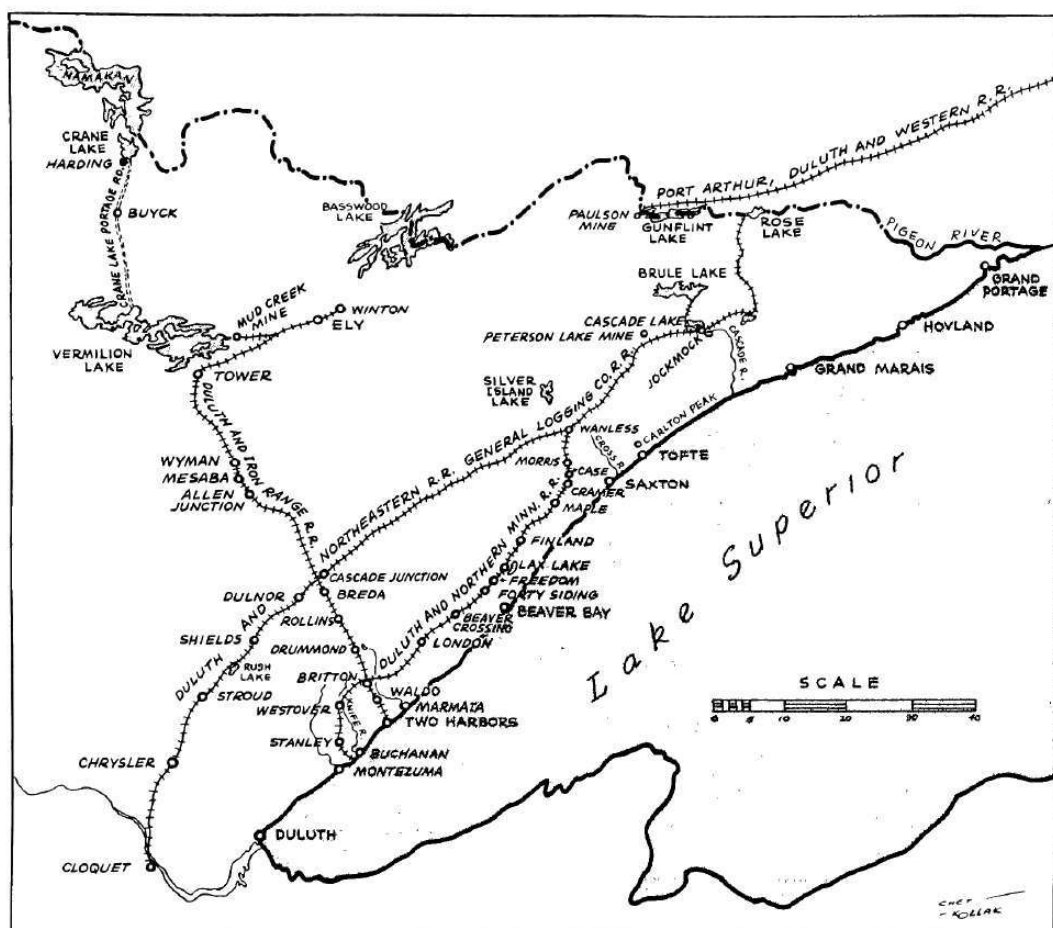 NAMAKAN
CRANE
LAKE
HARDING
CRANE LAKE PORTAGE RD.
BUYCK
BASSWOOD
LAKE
PORT ARTHUR, DULUTH AND WESTERN R.R.
PAULSON
MINE
GUNFLINT
LAKE
ROSE
LAKE
PIGEON RIVER
GRAND
PORTAGE
BRULE LAKE
HOVLAND
MUD CREEK
MINE
WINTON
ELY
VERMILION
LAKE
CASCADE LAKE
PETERSON LAKE MINE
JOCKMOCK
CASCADE R.
TOWER
GRAND MARAIS
SILVER
ISLAND
LAKE
DULUTH AND IRON RANGE R.R.
DULUTH AND NORTHEASTERN R.R. GENERAL LOGGING CO. R.R.
WANLESS
CARLTON PEAK
CROSS R.
TOFTE
WYMAN
MESABA
ALLEN
JUNCTION
MORRIS
CASE
CRAMER
SAXTON
MAPLE
DULUTH AND NORTHERN MINN. R.R.
FINLAND
Lake Superior
CASCADE JUNCTION
LAX LAKE
FREEDOM
DULNOR
BREDA
FORTY SIDING
BEAVER BAY
ROLLINS
BEAVER
CROSSING
SHIELDS
DRUMMOND
LONDON
RUSH
LAKE
BRITTON
STROUD
WALDO
WESTOVER
KNIFE R.
MARMATA
TWO HARBORS
SCALE
0 5 10 20 30 40
STANLEY
BUCHANAN
CHRYSLER
MONTEZUMA
DULUTH
CLOQUET
CHET
KOLLAK